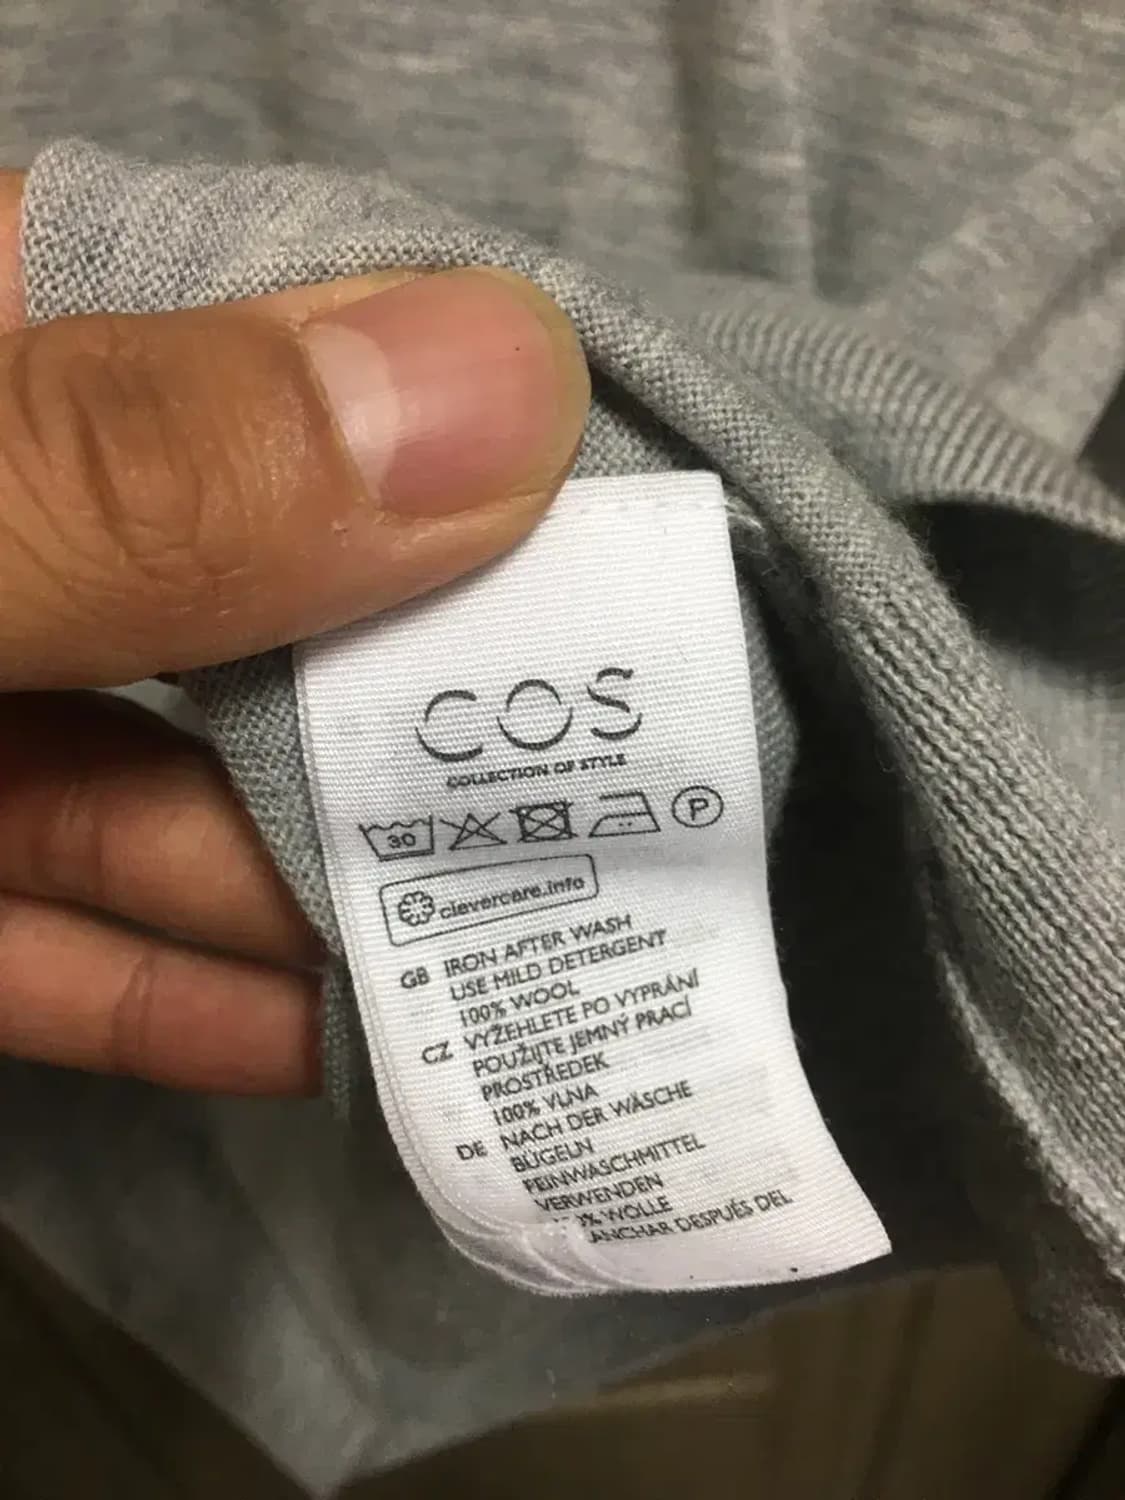 COS
COLLECTION OF STYLE
30
P
clevercare.info
GB IRON AFTER WASH
USE MILD DETERGENT
100% WOOL
CZ VYŽEHLETE PO VYPRÁNÍ
POUŽIJTE JEMNÝ PRACÍ
PROSTŘEDEK
100% VLNA
DE NACH DER WÄSCHE
BÜGELN
FEINWASCHMITTEL
VERWENDEN
% WOLLE
ANCHAR DESPUÉS DEL